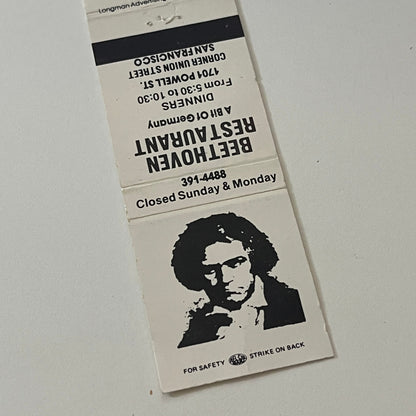 Longman Advertising
BEETHOVEN
RESTAURANT
A Bit Of Germany
DINNERS
From 5:30 to 10:30
1701 POWELL ST.
CORNER UNION STREET
SAN FRANCISCO
391-4488
Closed Sunday & Monday
FOR SAFETY STRIKE ON BACK